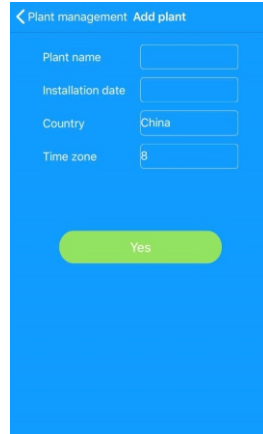 Plant management Add plant
Plant name
Installation date
Country China
Time zone 8
Yes